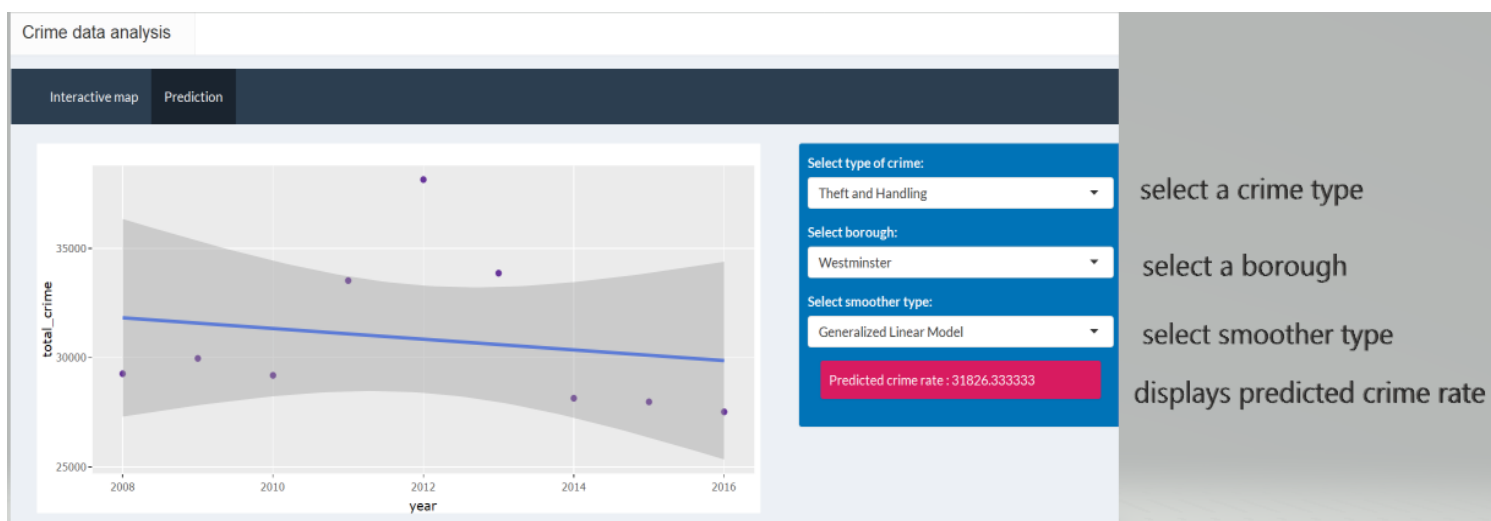 Crime data analysis
Interactive map Prediction
35000
30000
25000
total_crime
2008 2010 2012 2014 2016
year
Select type of crime:
Theft and Handling
Select borough:
Westminster
Select smoother type:
Generalized Linear Model
Predicted crime rate : 31826.333333
select a crime type
select a borough
select smoother type
displays predicted crime rate